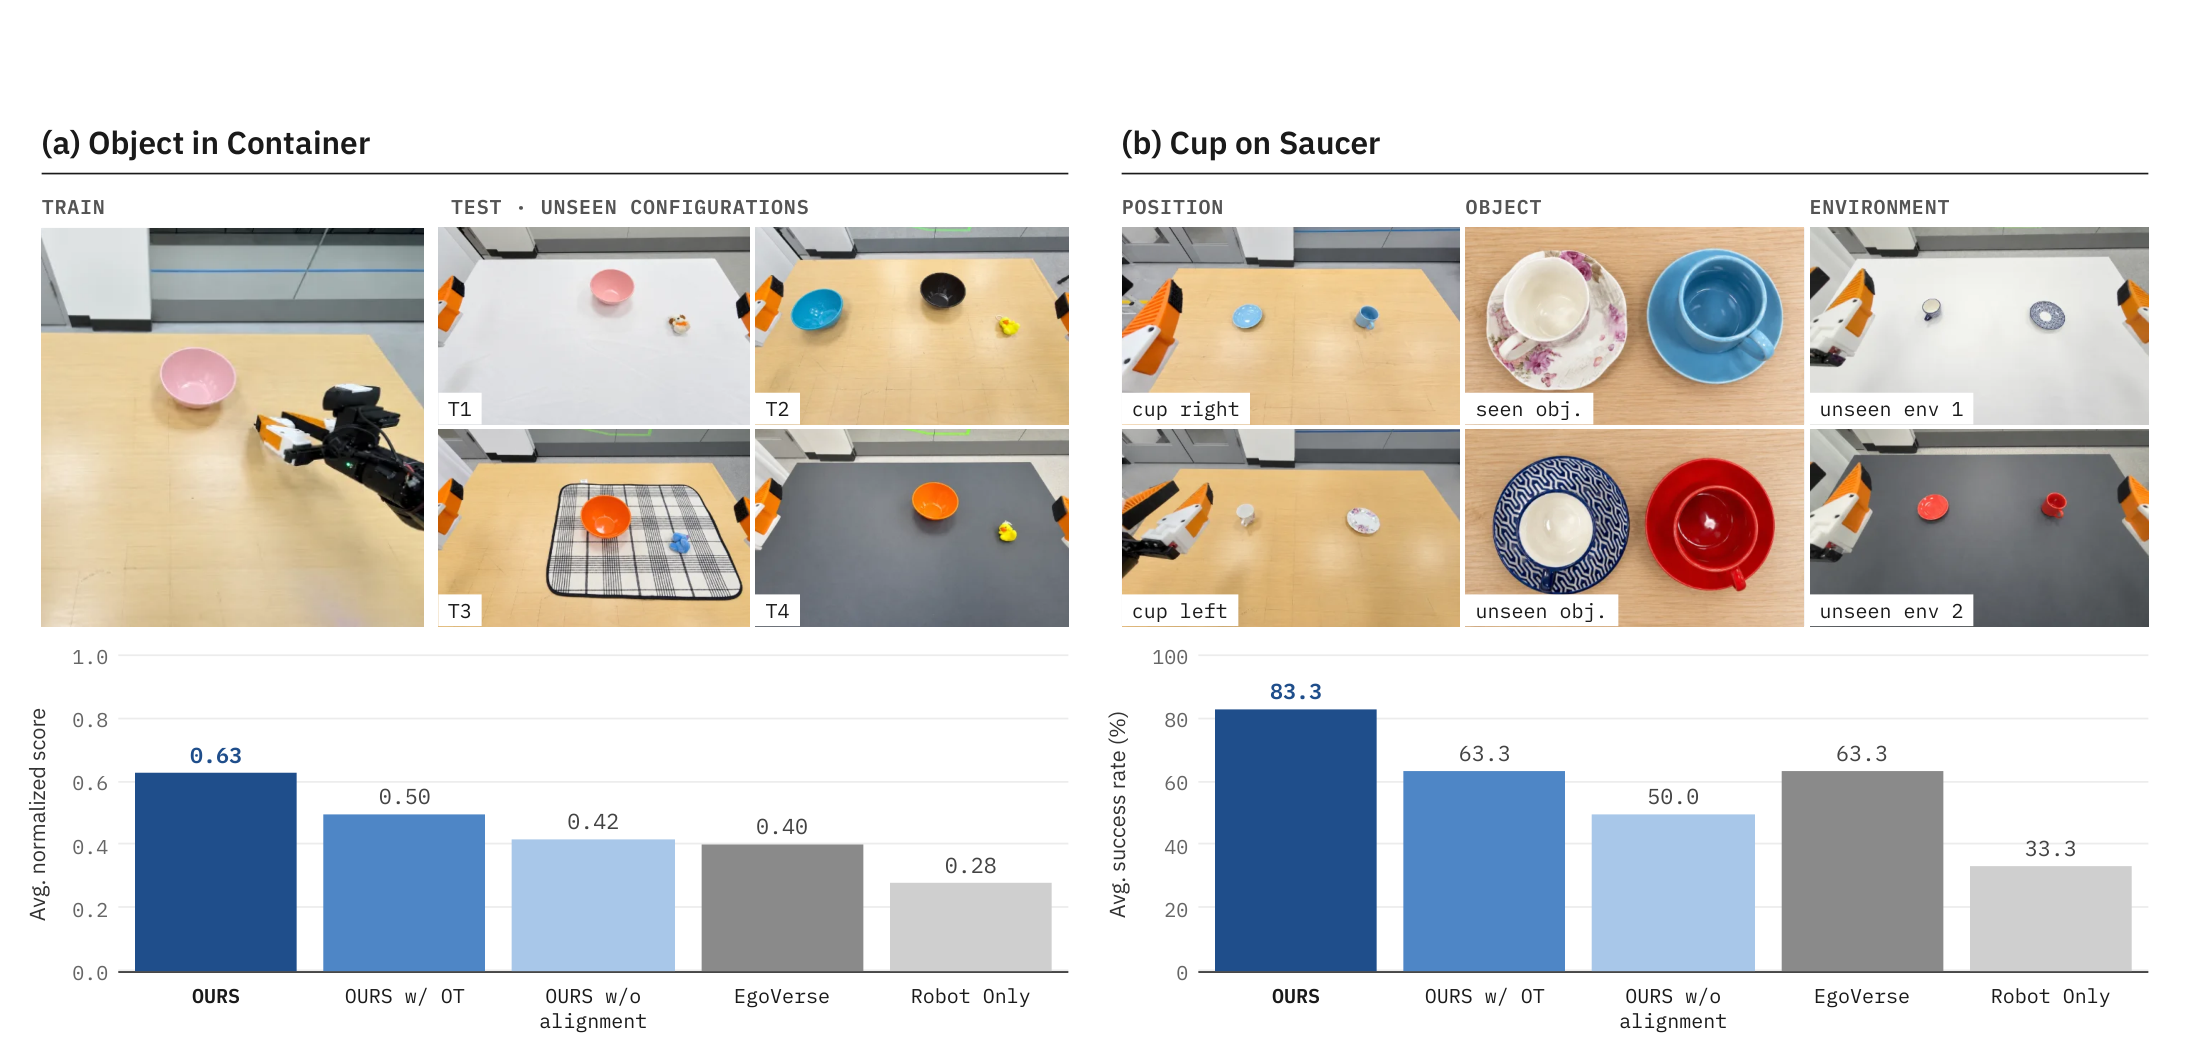 (a) Object in Container
TRAIN
TEST · UNSEEN CONFIGURATIONS
T1
T2
T3
T4
1.0
0.8
0.6
0.4
0.2
0.0
Avg. normalized score
0.63
0.50
0.42
0.40
0.28
OURS
OURS w/ OT
OURS w/o
alignment
EgoVerse
Robot Only
(b) Cup on Saucer
POSITION
OBJECT
ENVIRONMENT
cup right
seen obj.
unseen env 1
cup left
unseen obj.
unseen env 2
100
80
60
40
20
0
Avg. success rate (%)
83.3
63.3
50.0
63.3
33.3
OURS
OURS w/ OT
OURS w/o
alignment
EgoVerse
Robot Only